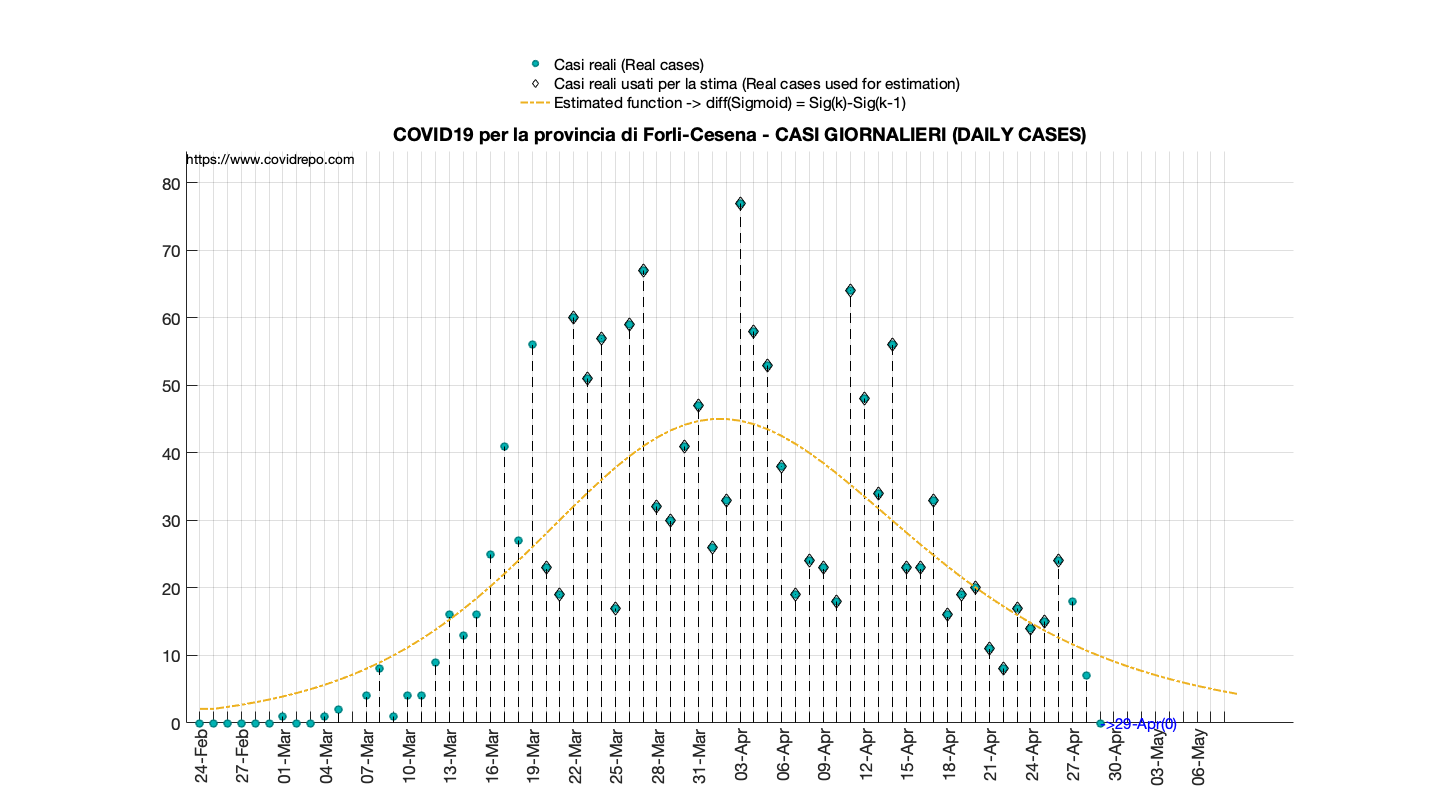 Casi reali (Real cases)
Casi reali usati per la stima (Real cases used for estimation)
Estimated function -> diff(Sigmoid) = Sig(k)-Sig(k-1)
COVID19 per la provincia di Forli-Cesena - CASI GIORNALIERI (DAILY CASES)
https://www.covidrepo.com
80
70
60
50
40
30
20
10
0
->29-Apr(0)
24-Feb
27-Feb
01-Mar
04-Mar
07-Mar
10-Mar
13-Mar
16-Mar
19-Mar
22-Mar
25-Mar
28-Mar
31-Mar
03-Apr
06-Apr
09-Apr
12-Apr
15-Apr
18-Apr
21-Apr
24-Apr
27-Apr
30-Apr
03-May
06-May